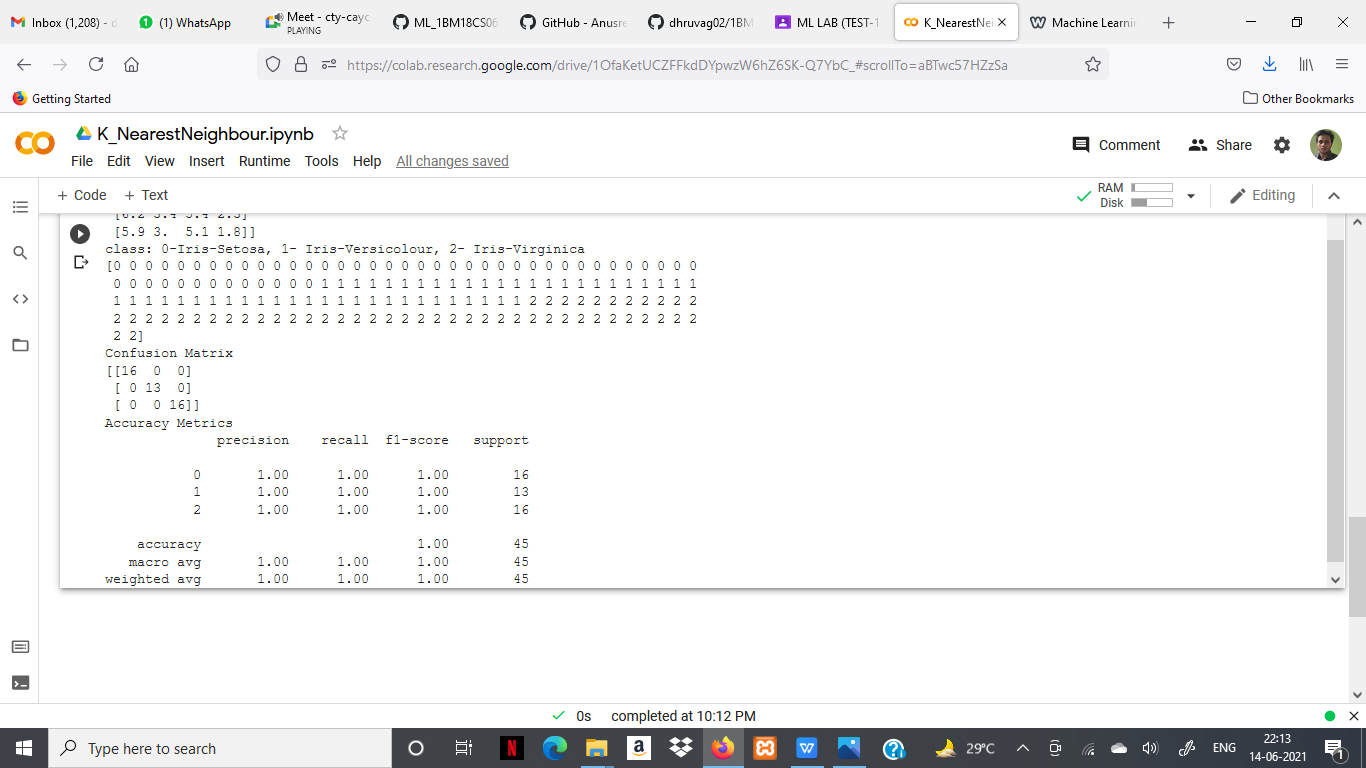 Inbox (1,208) - d
(1) WhatsApp
Meet - cty-cayc
PLAYING
ML_1BM18CS06
GitHub - Anusre
dhruvag02/1BM
ML LAB (TEST-1
K_NearestNei
Machine Learnin
https://colab.research.google.com/drive/1OfaKetUCZFFkdDYpwzW6hZ6SK-Q7YbC_#scrollTo=aBTwc57HZzSa
Getting Started
Other Bookmarks
K_NearestNeighbour.ipynb
File Edit View Insert Runtime Tools Help All changes saved
Comment
Share
+ Code + Text
RAM
Disk
Editing
[6.2 3.4 5.4 2.3]
[5.9 3.  5.1 1.8]]
class: 0-Iris-Setosa, 1- Iris-Versicolour, 2- Iris-Virginica
[0 0 0 0 0 0 0 0 0 0 0 0 0 0 0 0 0 0 0 0 0 0 0 0 0 0 0 0 0 0 0 0 0 0 0 0 0
0 0 0 0 0 0 0 0 0 0 0 0 0 1 1 1 1 1 1 1 1 1 1 1 1 1 1 1 1 1 1 1 1 1 1 1 1
1 1 1 1 1 1 1 1 1 1 1 1 1 1 1 1 1 1 1 1 1 1 1 1 1 1 2 2 2 2 2 2 2 2 2 2 2
2 2 2 2 2 2 2 2 2 2 2 2 2 2 2 2 2 2 2 2 2 2 2 2 2 2 2 2 2 2 2 2 2 2 2 2 2
2 2]
Confusion Matrix
[[16  0  0]
[ 0 13  0]
[ 0  0 16]]
Accuracy Metrics
precision recall f1-score support
0 1.00 1.00 1.00 16
1 1.00 1.00 1.00 13
2 1.00 1.00 1.00 16
accuracy 1.00 45
macro avg 1.00 1.00 1.00 45
weighted avg 1.00 1.00 1.00 45
0s completed at 10:12 PM
Type here to search
29°C
ENG
22:13
14-06-2021
1